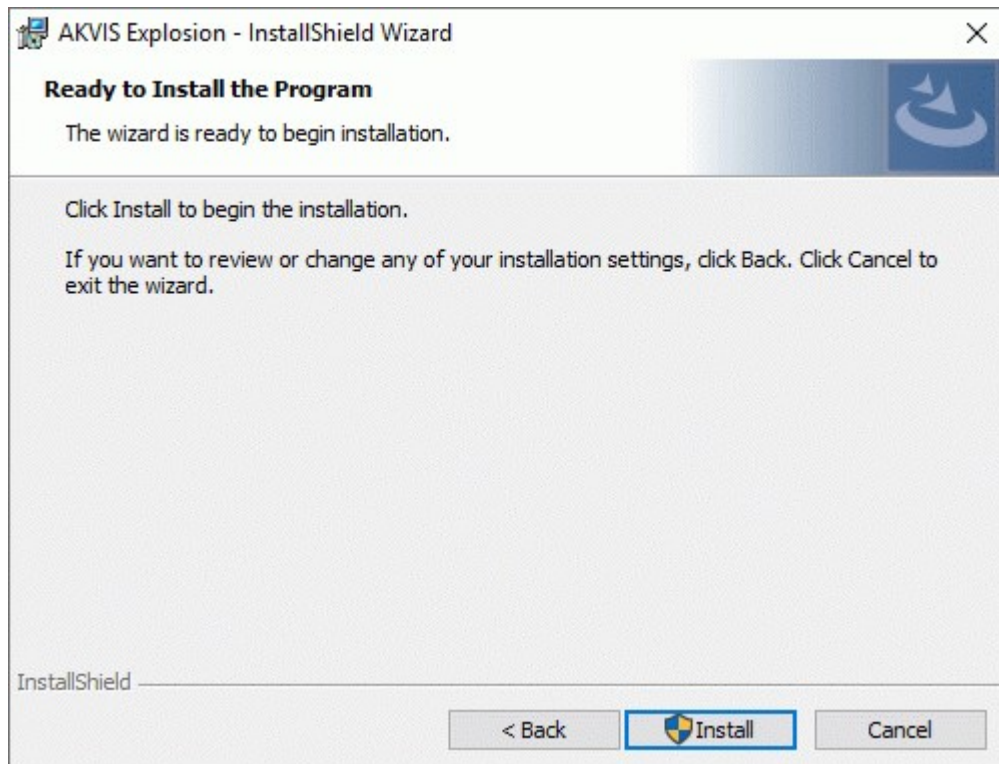 AKVIS Explosion - InstallShield Wizard
Ready to Install the Program
The wizard is ready to begin installation.
Click Install to begin the installation.
If you want to review or change any of your installation settings, click Back. Click Cancel to
exit the wizard.
InstallShield
< Back
Install
Cancel